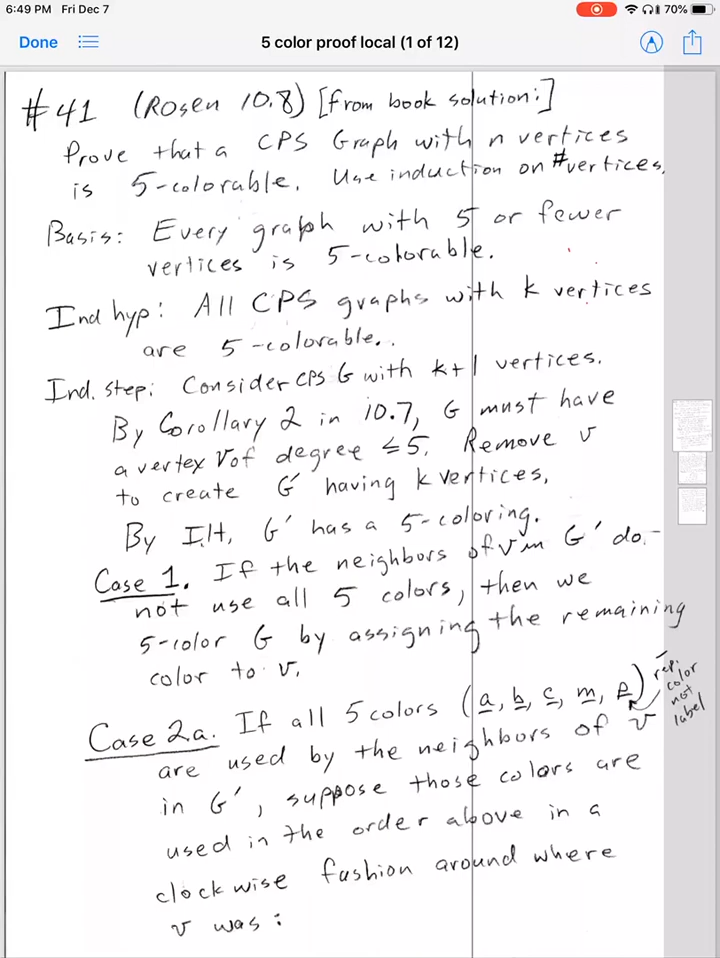 6:49 PM Fri Dec 7
70%
Done
5 color proof local (1 of 12)
#41 (Rosen 10.8) [from book solution:]
Prove that a CPS Graph with n vertices
is 5-colorable. Use induction on #vertices.
Basis: Every graph with 5 or fewer
vertices is 5-colorable.
Ind hyp: All CPS graphs with k vertices
are 5-colorable.
Ind. step: Consider CPS G with k+1 vertices.
By Corollary 2 in 10.7, G must have
a vertex v of degree ≤5. Remove v
to create G' having k vertices.
By I.H, G' has a 5-coloring.
Case 1. If the neighbors of v in G' do
not use all 5 colors, then we
5-color G by assigning the remaining
color to v.
Case 2a. If all 5 colors (a, b, c, m, p)
rep.
color
not
label
are used by the neighbors of v
in G', suppose those colors are
used in the order above in a
clockwise fashion around where
v was: